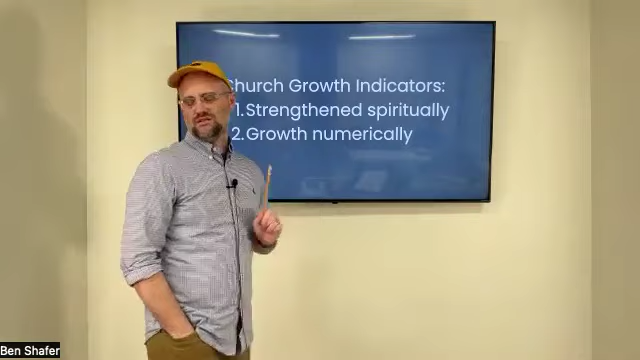 Church Growth Indicators:
1.Strengthened spiritually
2.Growth numerically
Ben Shafer